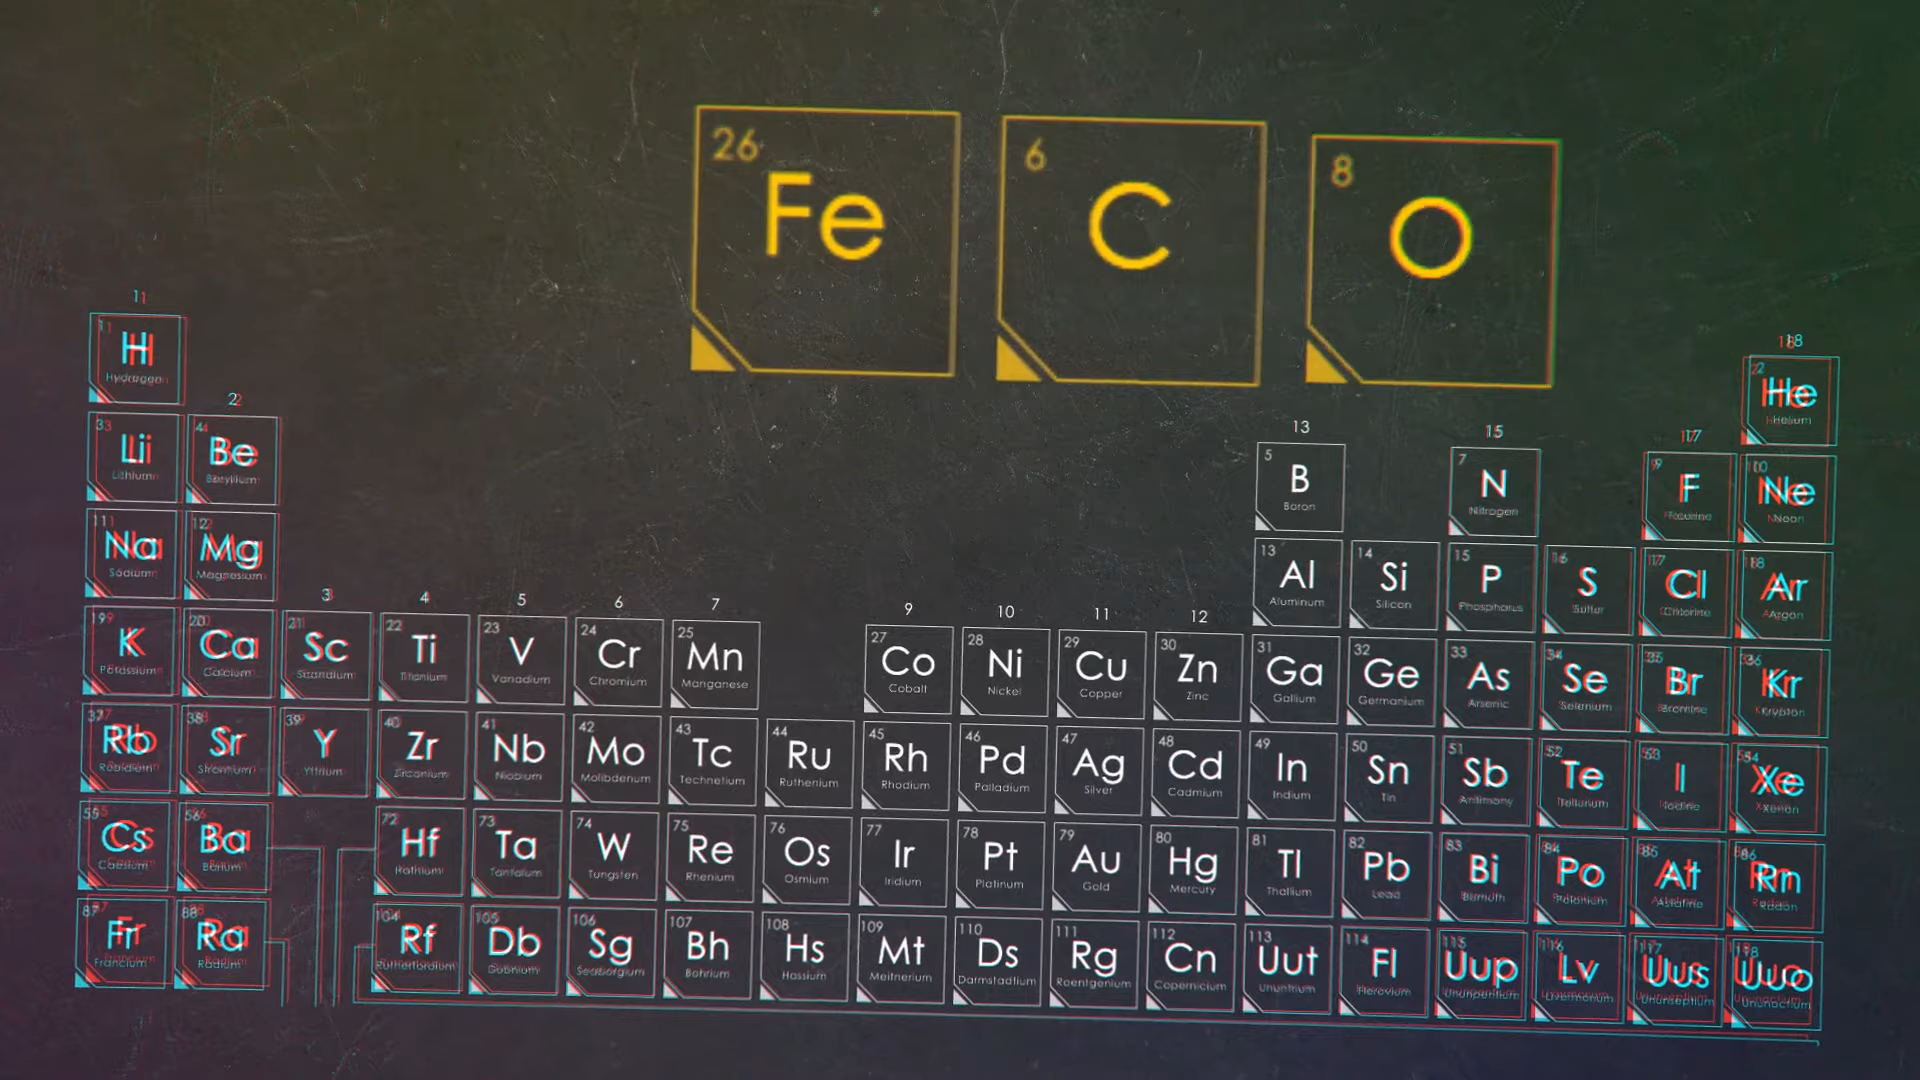 26 6 8
Fe C O
1 18
1 2
H He
Hydrogen Helium
2 13 15 17
3 4 5 7 9 10
Li Be B N F Ne
Lithium Beryllium Boron Nitrogen Neon
11 12 13 14 15 16 17 18
Na Mg Al Si P S Cl Ar
Sodium Magnesium Aluminum Silicon Phosphorus Sulfur Chlorine Argon
3 4 5 6 7 9 10 11 12
19 20 21 22 23 24 25 27 28 29 30 31 32 33 34 35 36
K Ca Sc Ti V Cr Mn Co Ni Cu Zn Ga Ge As Se Br Kr
Potassium Calcium Scandium Titanium Vanadium Chromium Manganese Cobalt Nickel Copper Zinc Gallium Germanium Arsenic Selenium Bromine Krypton
37 38 39 40 41 42 43 44 45 46 47 48 49 50 51 52 53 54
Rb Sr Y Zr Nb Mo Tc Ru Rh Pd Ag Cd In Sn Sb Te I Xe
Yttrium Zirconium Niobium Molibdenum Technetium Ruthenium Rhodium Palladium Silver Cadmium Indium Tin Antimony Iodine Xenon
55 56 72 73 74 75 76 77 78 79 80 81 82 83 84 85 86
Cs Ba Hf Ta W Re Os Ir Pt Au Hg Tl Pb Bi Po At Rn
Barium Tantalum Tungsten Rhenium Osmium Iridium Platinum Gold Mercury Thallium Lead Bismuth Polonium Radon
87 88 104 105 106 107 108 109 110 111 112 113 114 115 116 117 118
Fr Ra Rf Db Sg Bh Hs Mt Ds Rg Cn Uut Fl Uup Lv Uus Uuo
Francium Radium Dubnium Seaborgium Bohrium Hassium Meitnerium Darmstadtium Roentgenium Copernicium Ununtrium Flerovium Ununpentium Livermorium Ununseptium Ununoctium